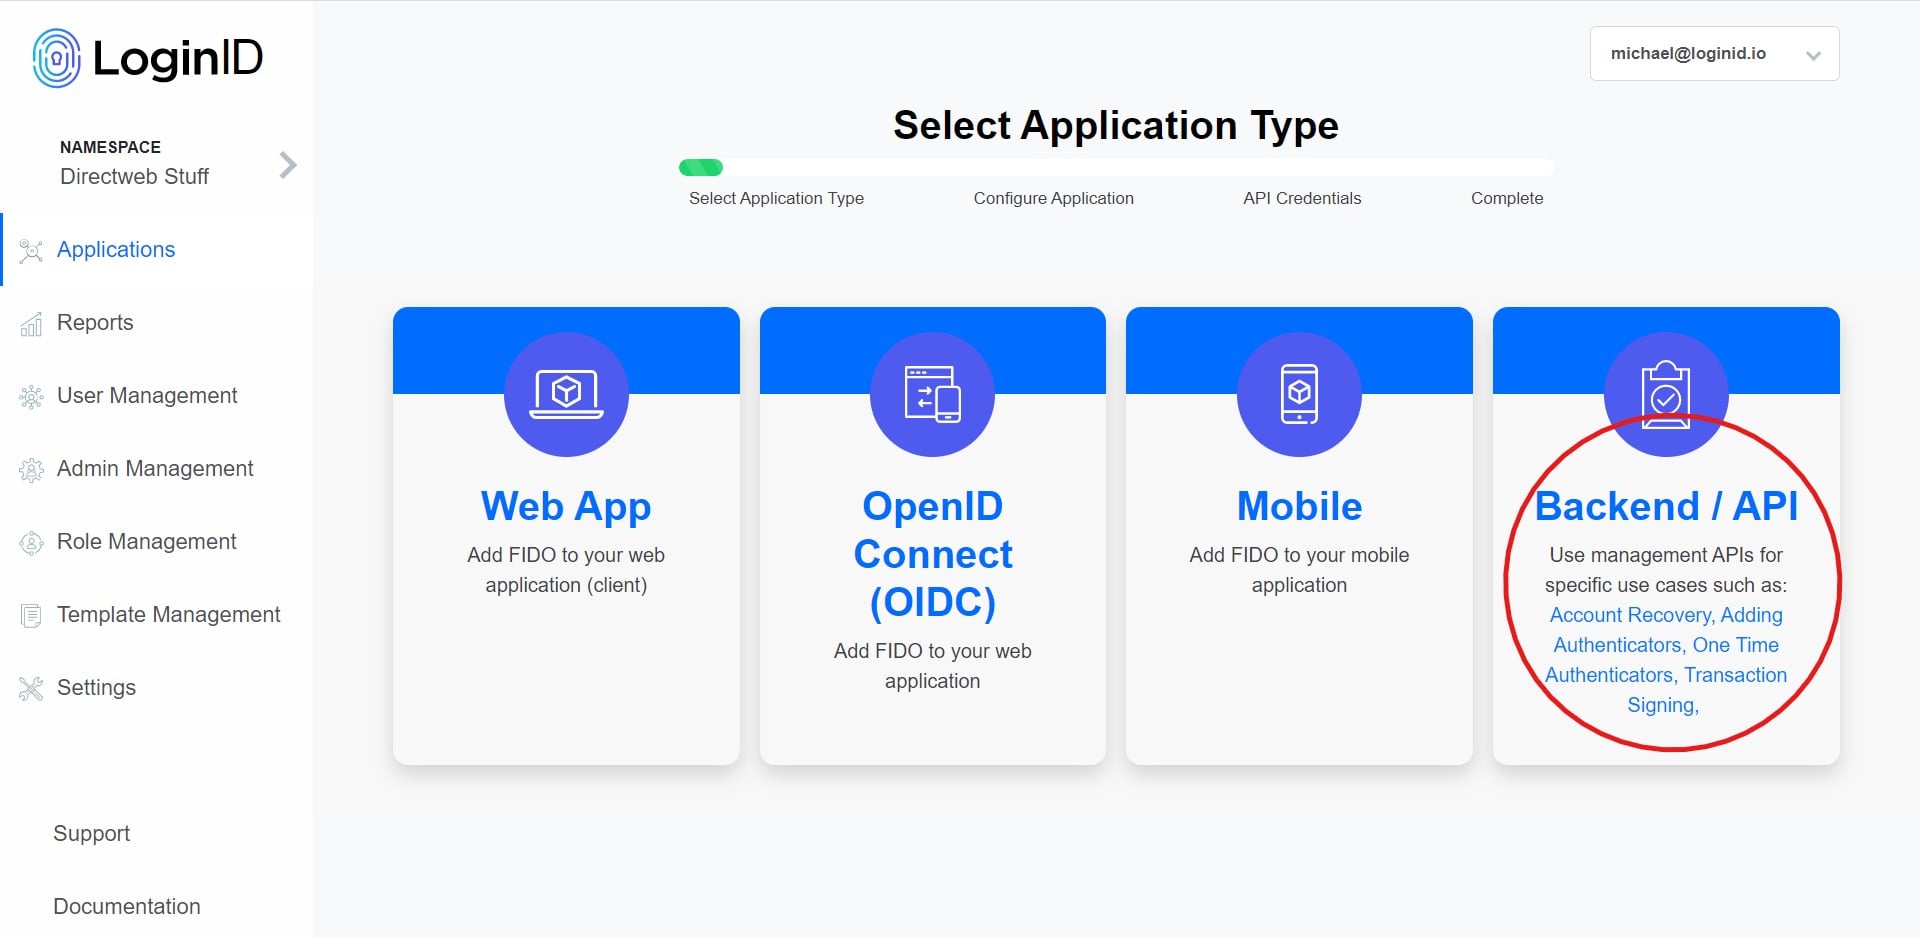 LoginID
michael@loginid.io
NAMESPACE
Directweb Stuff
Applications
Reports
User Management
Admin Management
Role Management
Template Management
Settings
Support
Documentation
Select Application Type
Select Application Type
Configure Application
API Credentials
Complete
Web App
Add FIDO to your web
application (client)
OpenID
Connect
(OIDC)
Add FIDO to your web
application
Mobile
Add FIDO to your mobile
application
Backend / API
Use management APIs for
specific use cases such as:
Account Recovery, Adding
Authenticators, One Time
Authenticators, Transaction
Signing,